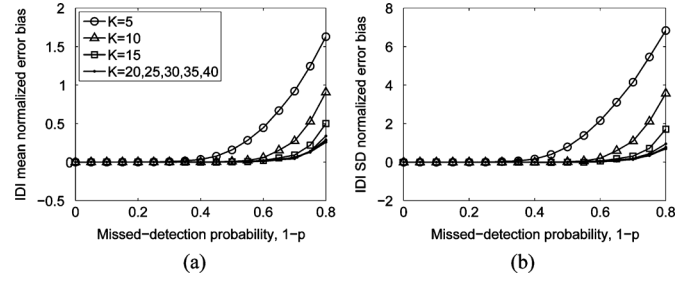 IDI mean normalized error bias
2
1.5
1
0.5
0
−0.5
K=5
K=10
K=15
K=20,25,30,35,40
0 0.2 0.4 0.6 0.8
Missed−detection probability, 1−p
(a)
IDI SD normalized error bias
8
6
4
2
0
−2
0 0.2 0.4 0.6 0.8
Missed−detection probability, 1−p
(b)